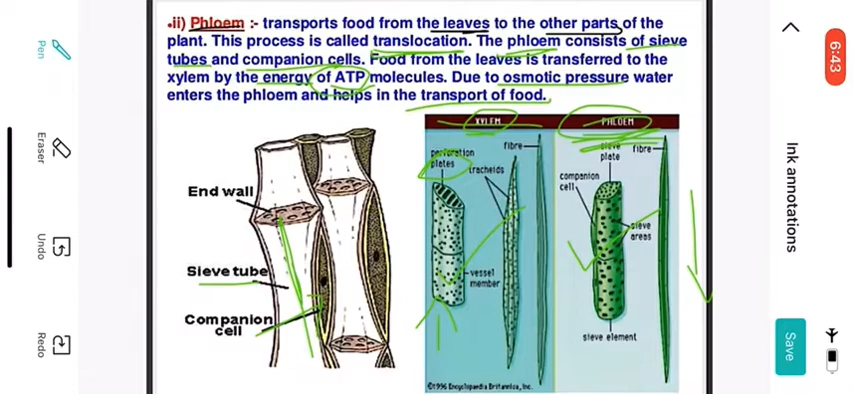 •ii) Phloem :- transports food from the leaves to the other parts of the
plant. This process is called translocation. The phloem consists of sieve
tubes and companion cells. Food from the leaves is transferred to the
xylem by the energy of ATP molecules. Due to osmotic pressure water
enters the phloem and helps in the transport of food.
End wall
Sieve tube
Companion
cell
XYLEM
perforation
plates
tracheids
fibre
vessel
member
PHLOEM
sieve
plate
fibre
companion
cell
sieve
areas
sieve element
©1996 Encyclopaedia Britannica, Inc.
Pen
Eraser
Undo
Redo
6:43
Ink annotations
Save